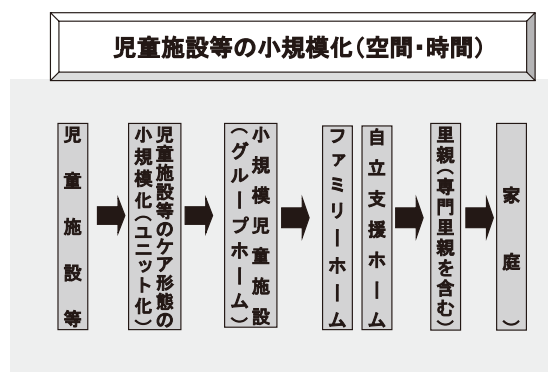 児童施設等の小規模化(空間・時間)
児童施設等
児童施設等のケア形態の
小規模化(ユニット化)
小規模児童施設
(グループホーム)
ファミリーホーム
自立支援ホーム
里親(専門里親を含む)
家庭)